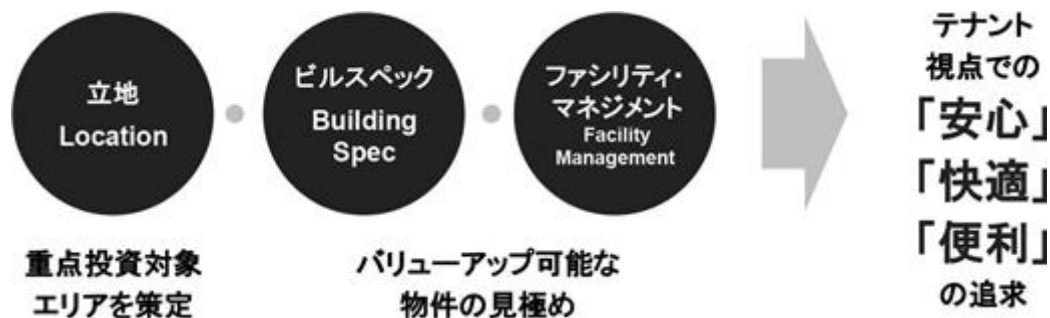 立地
Location
ビルスペック
Building
Spec
ファシリティ・
マネジメント
Facility
Management
重点投資対象
エリアを策定
バリューアップ可能な
物件の見極め
テナント
視点での
「安心」
「快適」
「便利」
の追求